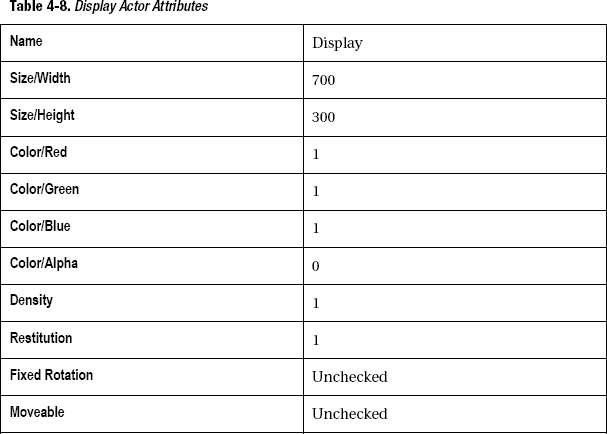 Table 4-8. Display Actor Attributes
Name Display
Size/Width 700
Size/Height 300
Color/Red 1
Color/Green 1
Color/Blue 1
Color/Alpha 0
Density 1
Restitution 1
Fixed Rotation Unchecked
Moveable Unchecked